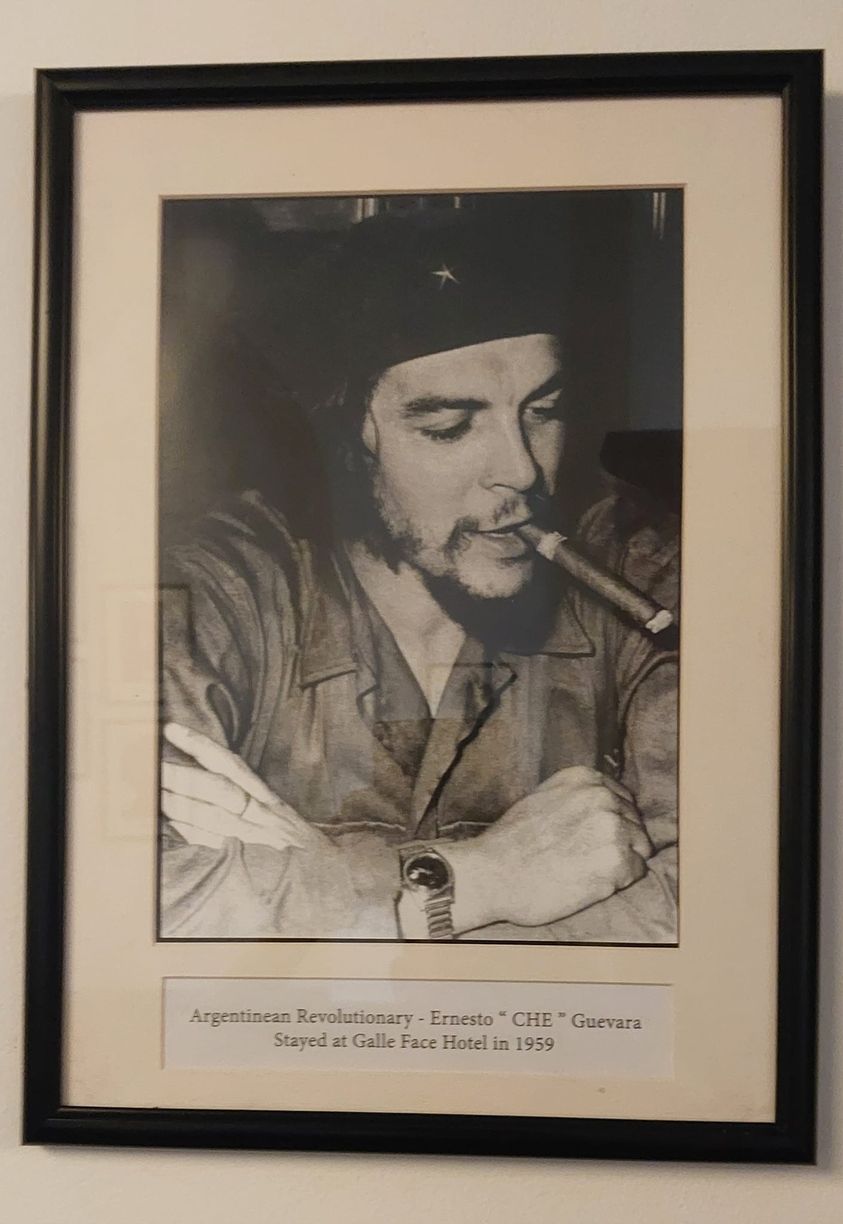 Argentinean Revolutionary - Ernesto “ CHE ” Guevara
Stayed at Galle Face Hotel in 1959